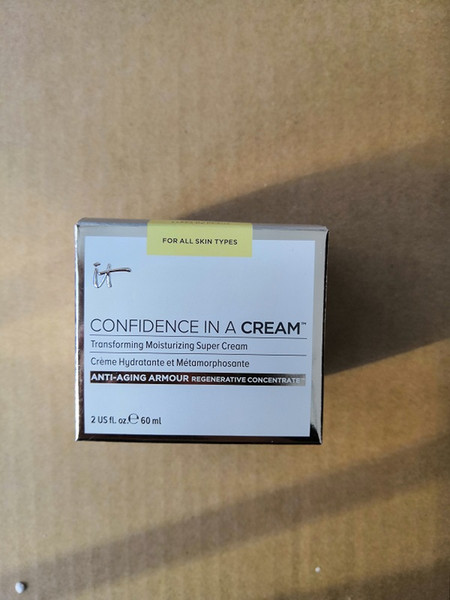 FOR ALL SKIN TYPES
it
CONFIDENCE IN A CREAM™
Transforming Moisturizing Super Cream
Crème Hydratante et Métamorphosante
ANTI-AGING ARMOUR REGENERATIVE CONCENTRATE™
2 US fl. oz. ℮ 60 ml